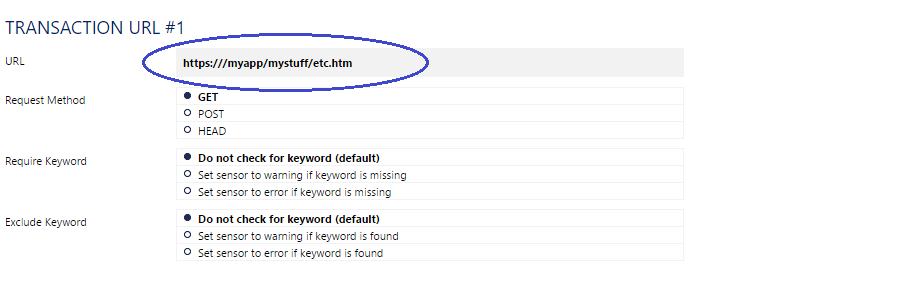 TRANSACTION URL #1
URL
https:///myapp/mystuff/etc.htm
Request Method
GET
POST
HEAD
Require Keyword
Do not check for keyword (default)
Set sensor to warning if keyword is missing
Set sensor to error if keyword is missing
Exclude Keyword
Do not check for keyword (default)
Set sensor to warning if keyword is found
Set sensor to error if keyword is found